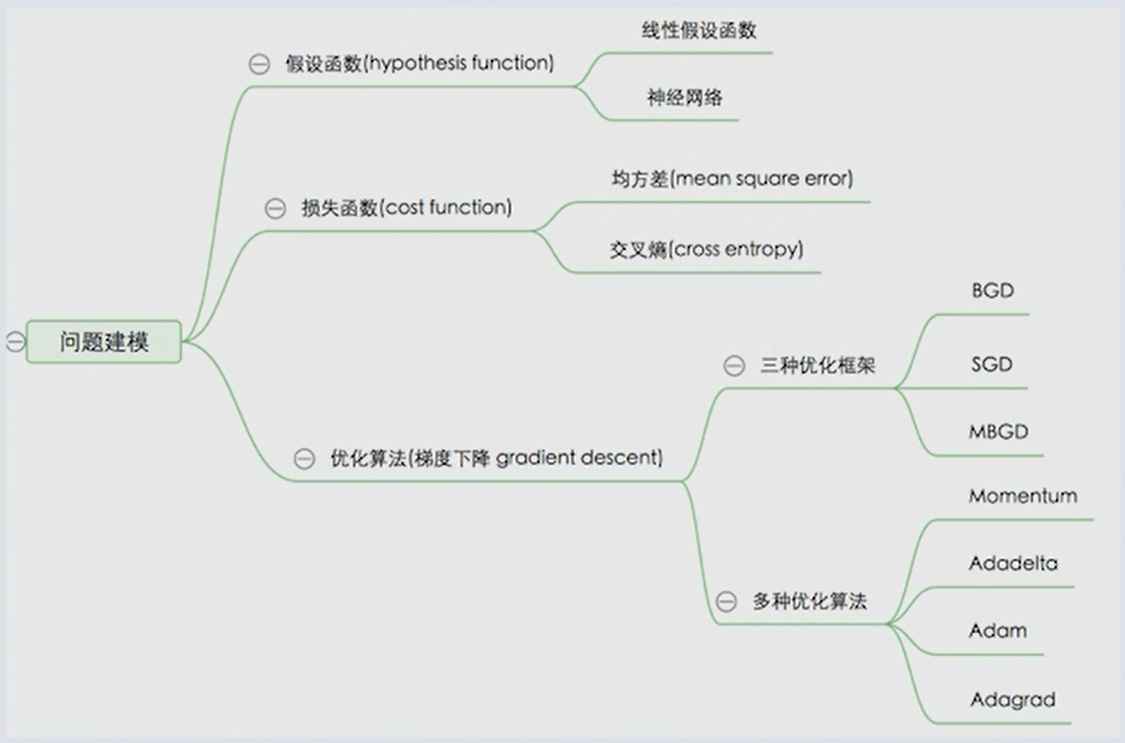 问题建模
假设函数(hypothesis function)
线性假设函数
神经网络
损失函数(cost function)
均方差(mean square error)
交叉熵(cross entropy)
优化算法(梯度下降 gradient descent)
三种优化框架
BGD
SGD
MBGD
多种优化算法
Momentum
Adadelta
Adam
Adagrad